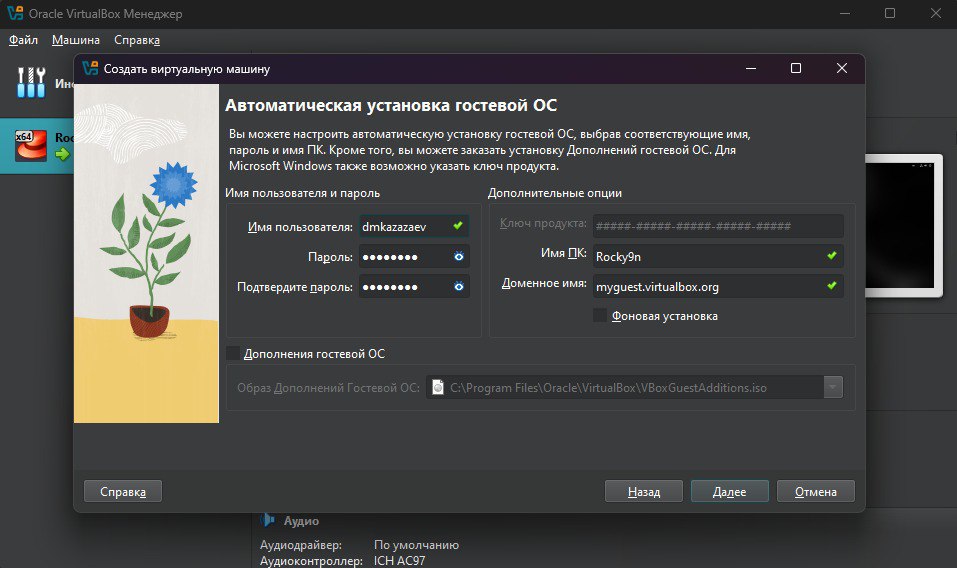 Oracle VirtualBox Менеджер
Файл Машина Справка
Создать виртуальную машину
x64
Автоматическая установка гостевой ОС
Вы можете настроить автоматическую установку гостевой ОС, выбрав соответствующие имя,
пароль и имя ПК. Кроме того, вы можете заказать установку Дополнений гостевой ОС. Для
Microsoft Windows также возможно указать ключ продукта.
Имя пользователя и пароль
Имя пользователя: dmkazazaev
Пароль: ●●●●●●●●
Подтвердите пароль: ●●●●●●●●
Дополнительные опции
Ключ продукта: #####-#####-#####-#####-#####
Имя ПК: Rocky9n
Доменное имя: myguest.virtualbox.org
Фоновая установка
Дополнения гостевой ОС
Образ Дополнений Гостевой ОС: C:\Program Files\Oracle\VirtualBox\VBoxGuestAdditions.iso
Справка Назад Далее Отмена
Аудио
Аудиодрайвер: По умолчанию
Аудиоконтроллер: ICH AC97